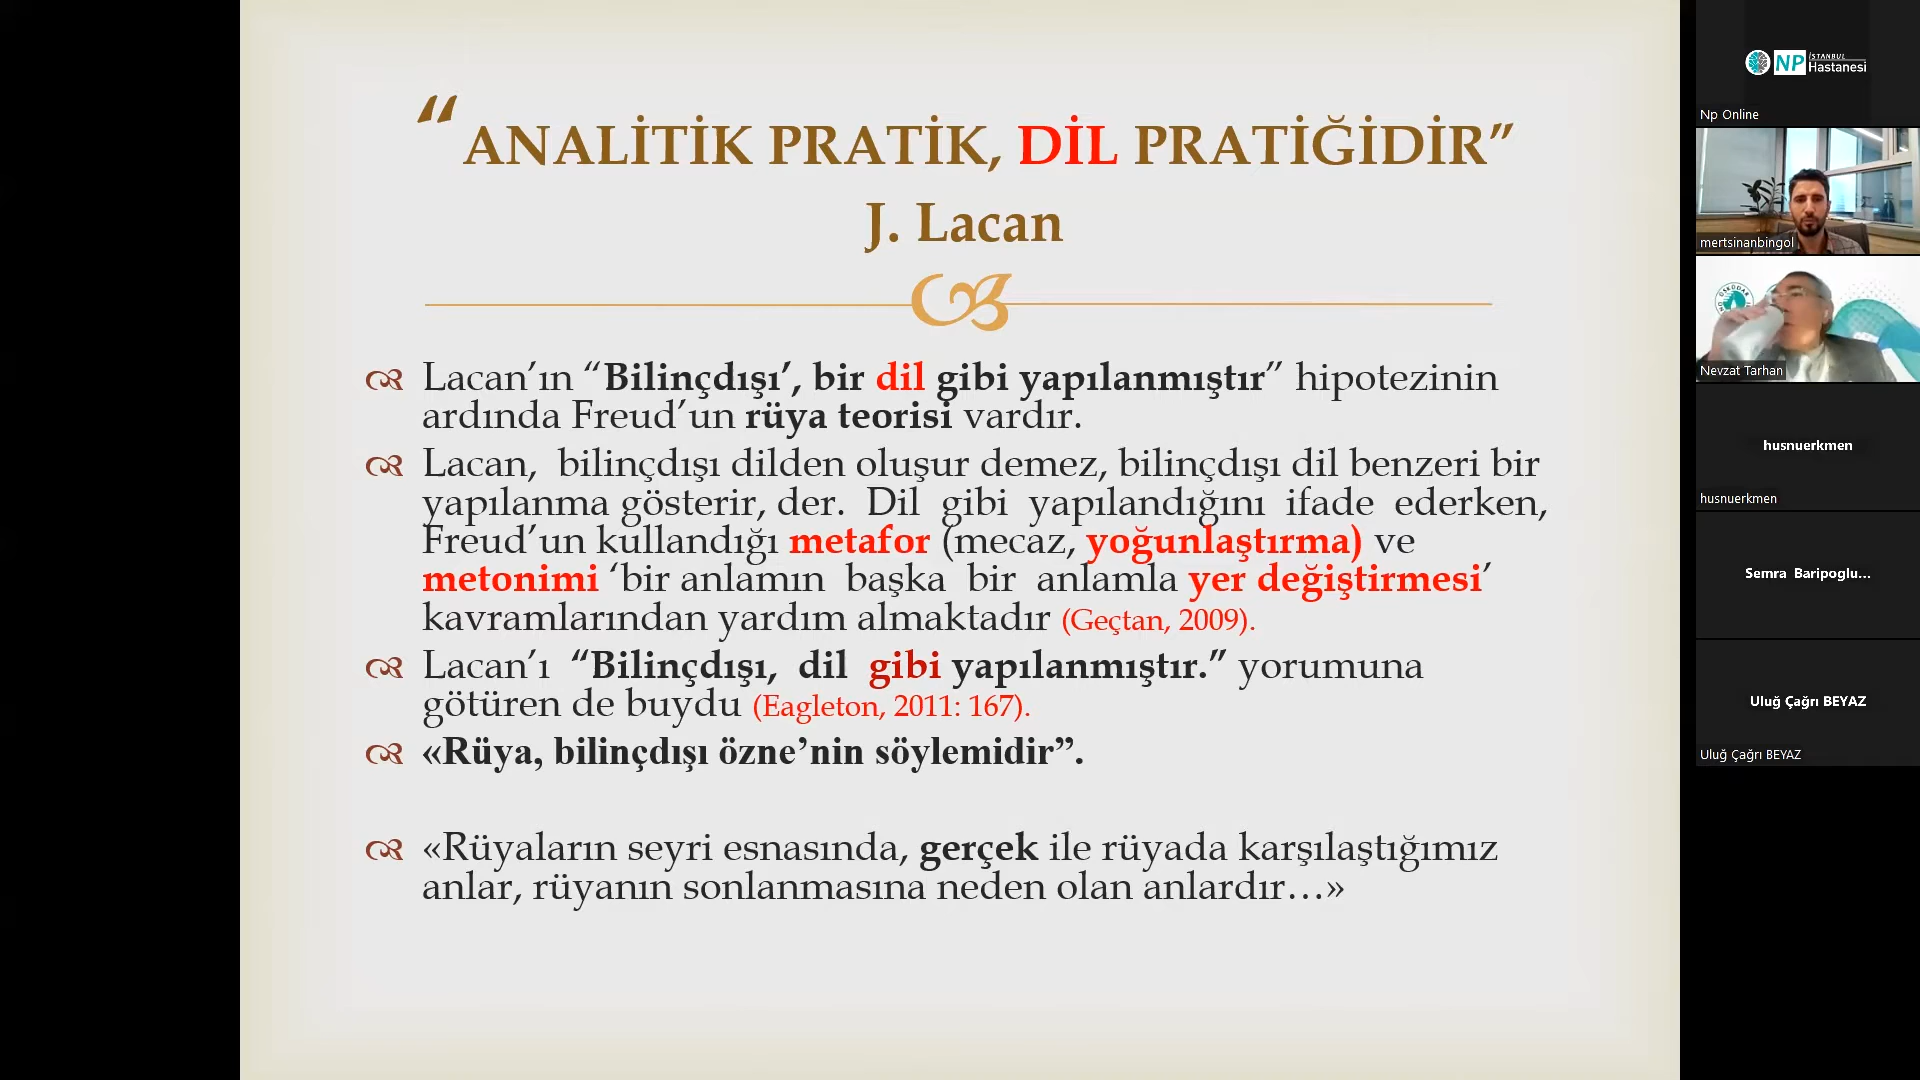 “ANALİTİK PRATİK, DİL PRATİĞİDİR”
J. Lacan
Lacan’ın “Bilinçdışı’, bir dil gibi yapılanmıştır” hipotezinin
ardında Freud’un rüya teorisi vardır.
Lacan, bilinçdışı dilden oluşur demez, bilinçdışı dil benzeri bir
yapılanma gösterir, der. Dil gibi yapılandığını ifade ederken,
Freud’un kullandığı metafor (mecaz, yoğunlaştırma) ve
metonimi ‘bir anlamın başka bir anlamla yer değiştirmesi’
kavramlarından yardım almaktadır (Geçtan, 2009).
Lacan’ı “Bilinçdışı, dil gibi yapılanmıştır.” yorumuna
götüren de buydu (Eagleton, 2011: 167).
«Rüya, bilinçdışı özne’nin söylemidir”.
«Rüyaların seyri esnasında, gerçek ile rüyada karşılaştığımız
anlar, rüyanın sonlanmasına neden olan anlardır…»
NP İSTANBUL Hastanesi
Np Online
mertsinanbingol
Nevzat Tarhan
husnuerkmen
husnuerkmen
Semra Baripoglu...
Uluğ Çağrı BEYAZ
Uluğ Çağrı BEYAZ